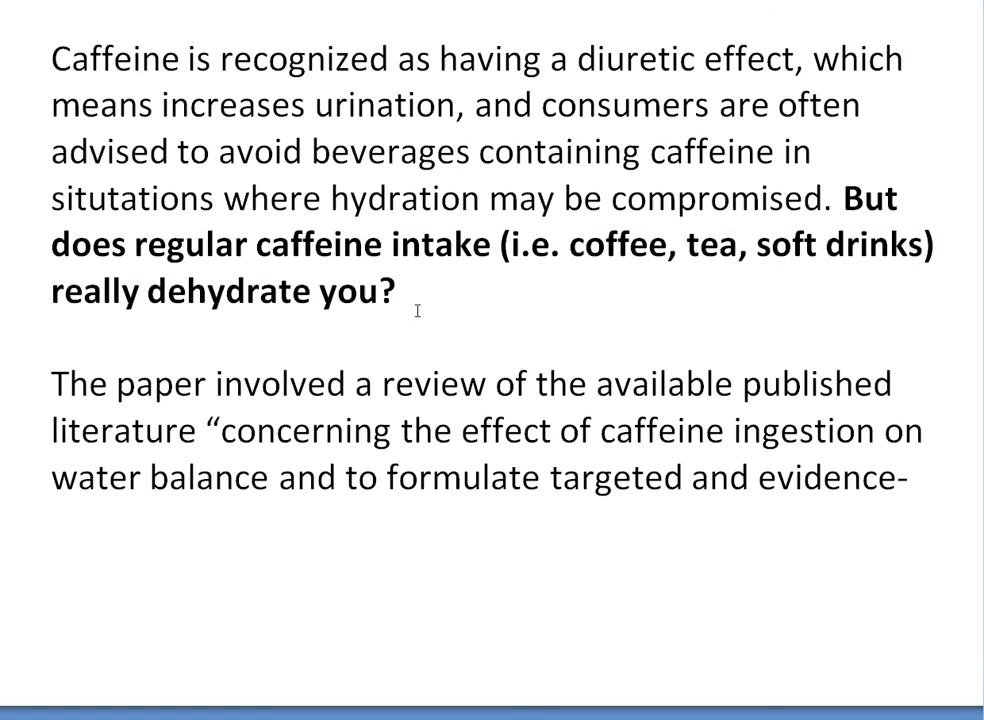 Caffeine is recognized as having a diuretic effect, which
means increases urination, and consumers are often
advised to avoid beverages containing caffeine in
situtations where hydration may be compromised. But
does regular caffeine intake (i.e. coffee, tea, soft drinks)
really dehydrate you?
The paper involved a review of the available published
literature “concerning the effect of caffeine ingestion on
water balance and to formulate targeted and evidence-